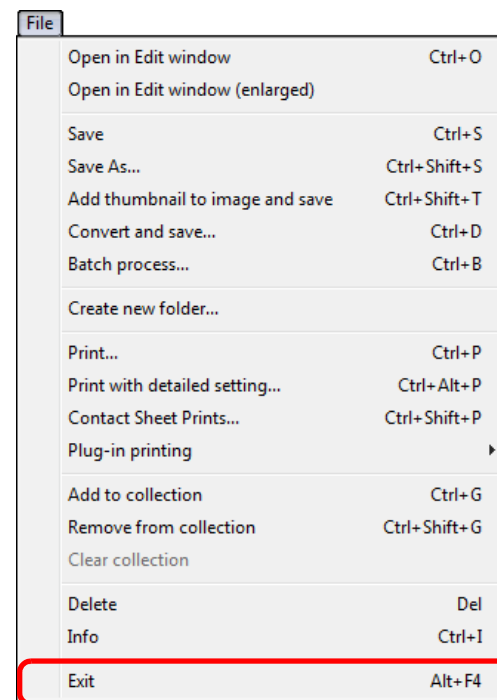 File
Open in Edit window Ctrl+O
Open in Edit window (enlarged)
Save Ctrl+S
Save As... Ctrl+Shift+S
Add thumbnail to image and save Ctrl+Shift+T
Convert and save... Ctrl+D
Batch process... Ctrl+B
Create new folder...
Print... Ctrl+P
Print with detailed setting... Ctrl+Alt+P
Contact Sheet Prints... Ctrl+Shift+P
Plug-in printing
Add to collection Ctrl+G
Remove from collection Ctrl+Shift+G
Clear collection
Delete Del
Info Ctrl+I
Exit Alt+F4